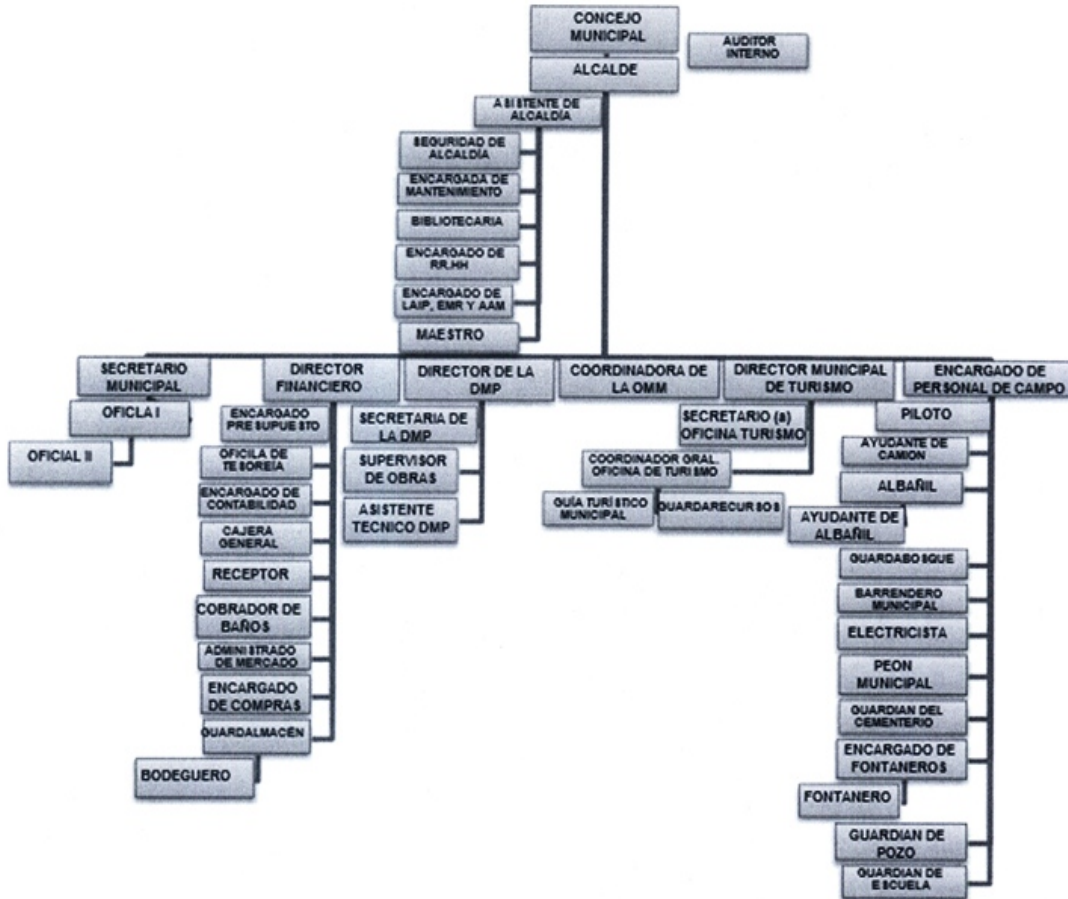 CONCEJO
MUNICIPAL
AUDITOR
INTERNO
ALCALDE
ASISTENTE DE
ALCALDÍA
SEGURIDAD DE
ALCALDÍA
ENCARGADA DE
MANTENIMIENTO
BIBLIOTECARIA
ENCARGADO DE
RR.HH
ENCARGADO DE
LAIP, EMR Y AAM
MAESTRO
SECRETARIO
MUNICIPAL
OFICLA I
OFICIAL II
DIRECTOR
FINANCIERO
ENCARGADO
PRESUPUESTO
OFICILA DE
TESOREÍA
ENCARGADO DE
CONTABILIDAD
CAJERA
GENERAL
RECEPTOR
COBRADOR DE
BAÑOS
ADMINISTRADO
DE MERCADO
ENCARGADO
DE COMPRAS
GUARDALMACÉN
BODEGUERO
DIRECTOR DE LA
DMP
SECRETARIA DE
LA DMP
SUPERVISOR
DE OBRAS
ASISTENTE
TECNICO DMP
COORDINADORA DE
LA OMM
DIRECTOR MUNICIPAL
DE TURISMO
SECRETARIO (a)
OFICINA TURISMO
COORDINADOR GRAL.
OFICINA DE TURISMO
GUÍA TURÍSTICO
MUNICIPAL
GUARDARECURSOS
ENCARGADO DE
PERSONAL DE CAMPO
PILOTO
AYUDANTE DE
CAMION
ALBAÑIL
AYUDANTE DE
ALBAÑIL
GUARDABOSQUE
BARRENDERO
MUNICIPAL
ELECTRICISTA
PEON
MUNICIPAL
GUARDIAN DEL
CEMENTERIO
ENCARGADO DE
FONTANEROS
FONTANERO
GUARDIAN DE
POZO
GUARDIAN DE
ESCUELA